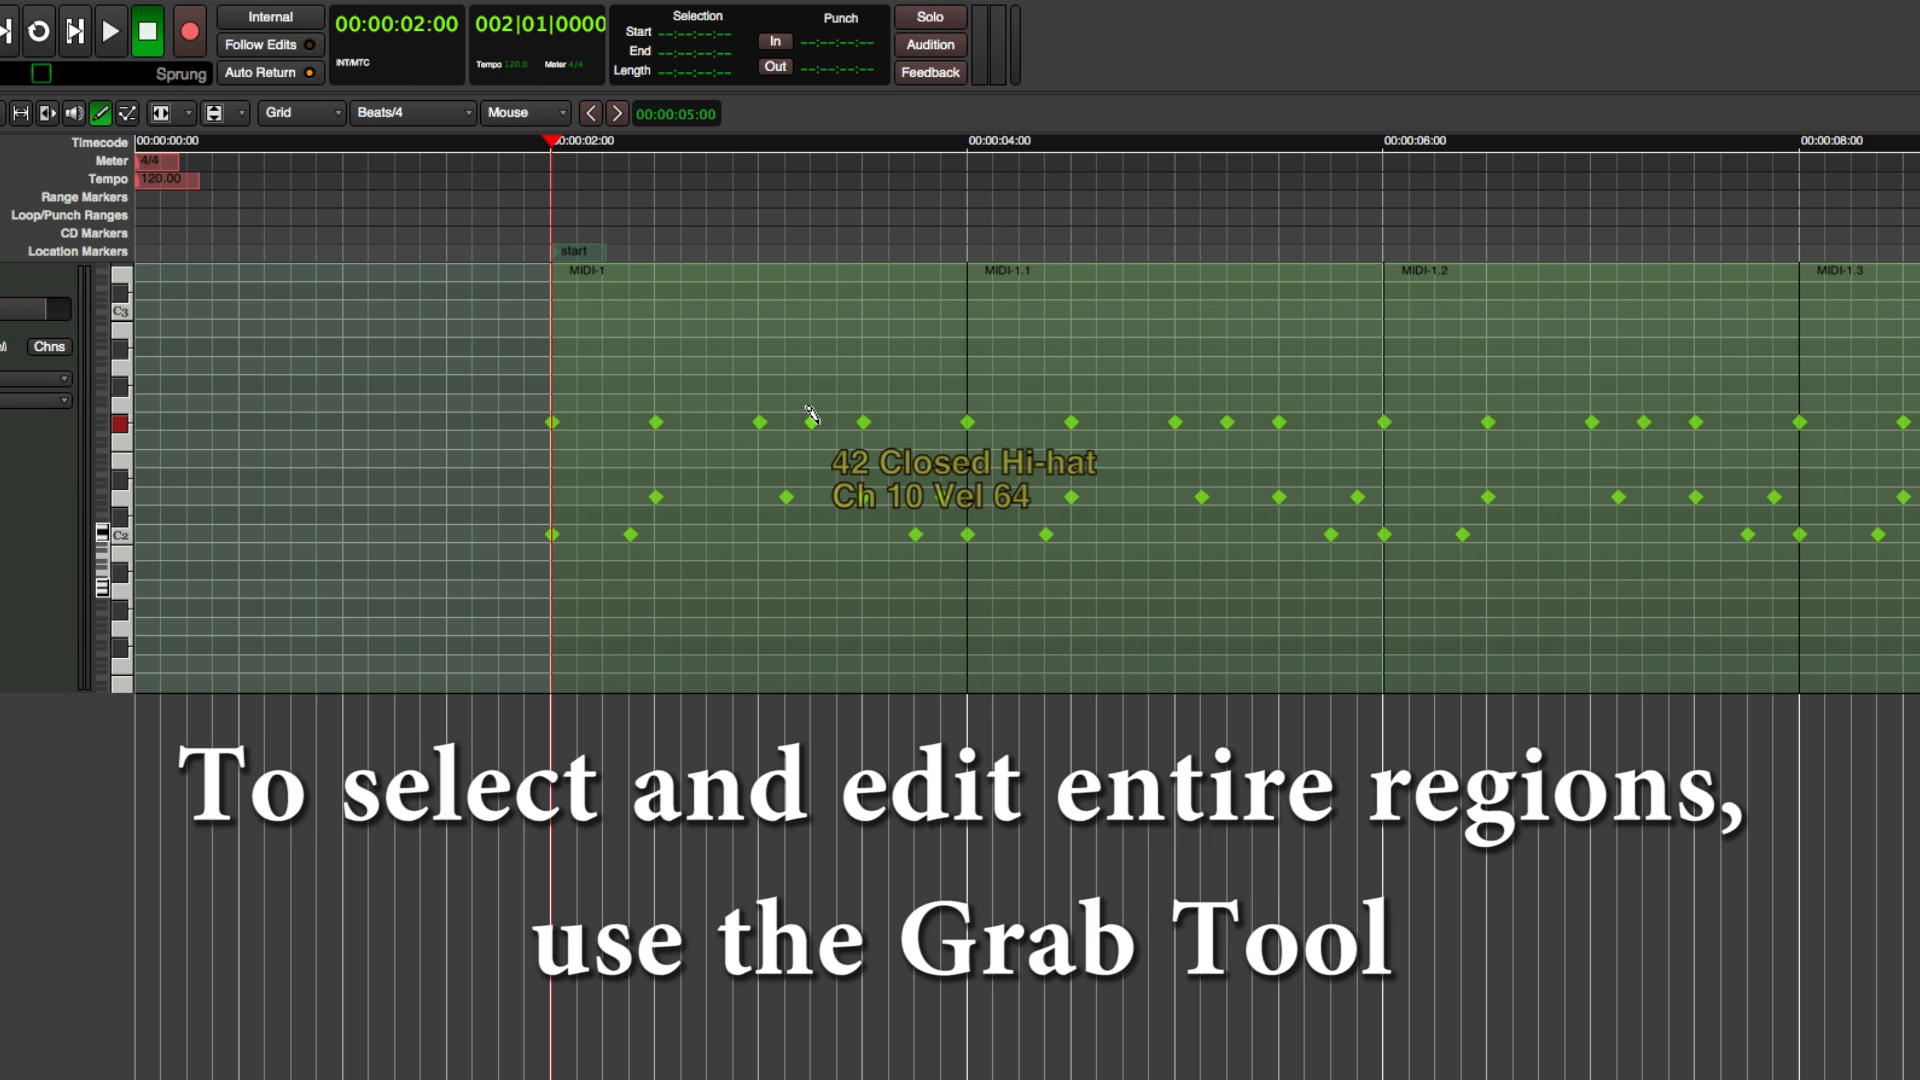 Internal
Follow Edits
Auto Return
Sprung
00:00:02:00
INT/MTC
002|01|0000
Tempo 120.0 Meter 4/4
Selection
Start --:--:--:--
End --:--:--:--
Length --:--:--:--
Punch
In --:--:--:--
Out --:--:--:--
Solo
Audition
Feedback
Grid
Beats/4
Mouse
00:00:05:00
Timecode
00:00:00:00
00:00:04:00
00:00:06:00
00:00:08:00
Meter
4/4
Tempo
120.00
Range Markers
Loop/Punch Ranges
CD Markers
Location Markers
start
MIDI-1
MIDI-1.1
MIDI-1.2
MIDI-1.3
C3
Chns
42 Closed Hi-hat
Ch 10 Vel 64
C2
To select and edit entire regions,
use the Grab Tool